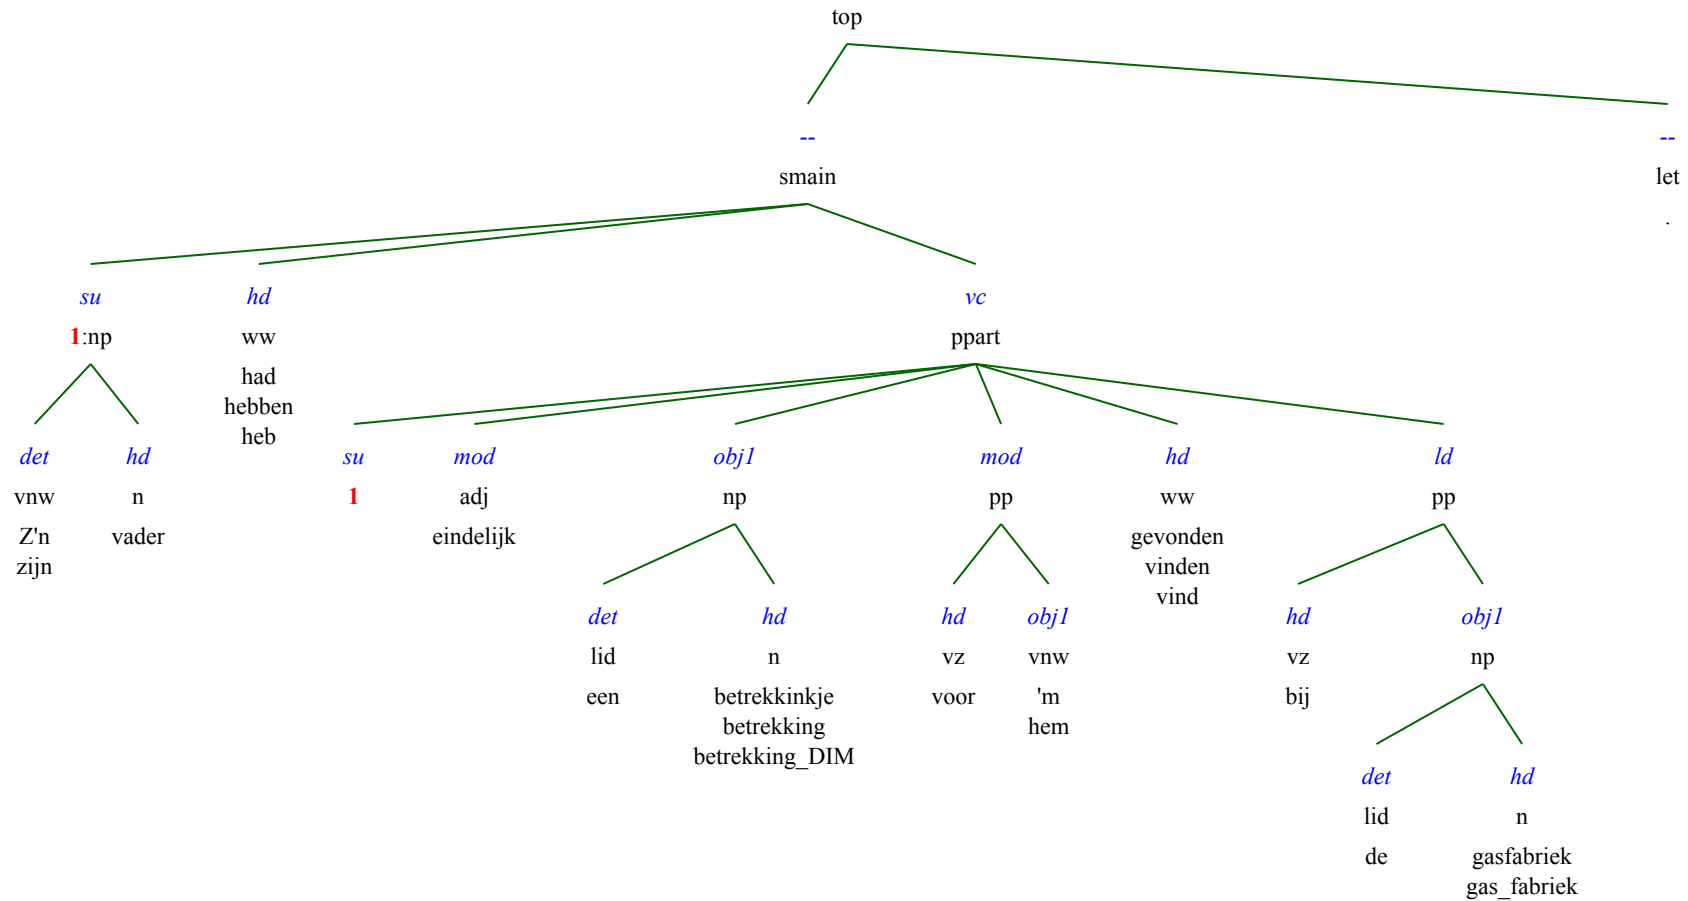 top
-- --
smain let
.
su hd vc
1:np ww ppart
had
hebben
heb
det hd su mod obj1 mod hd ld
vnw n 1 adj np pp ww pp
Z'n vader eindelijk gevonden
zijn vinden
vind
det hd hd obj1 hd obj1
lid n vz vnw vz np
een betrekkinkje voor 'm bij
betrekking hem
betrekking_DIM
det hd
lid n
de gasfabriek
gas_fabriek